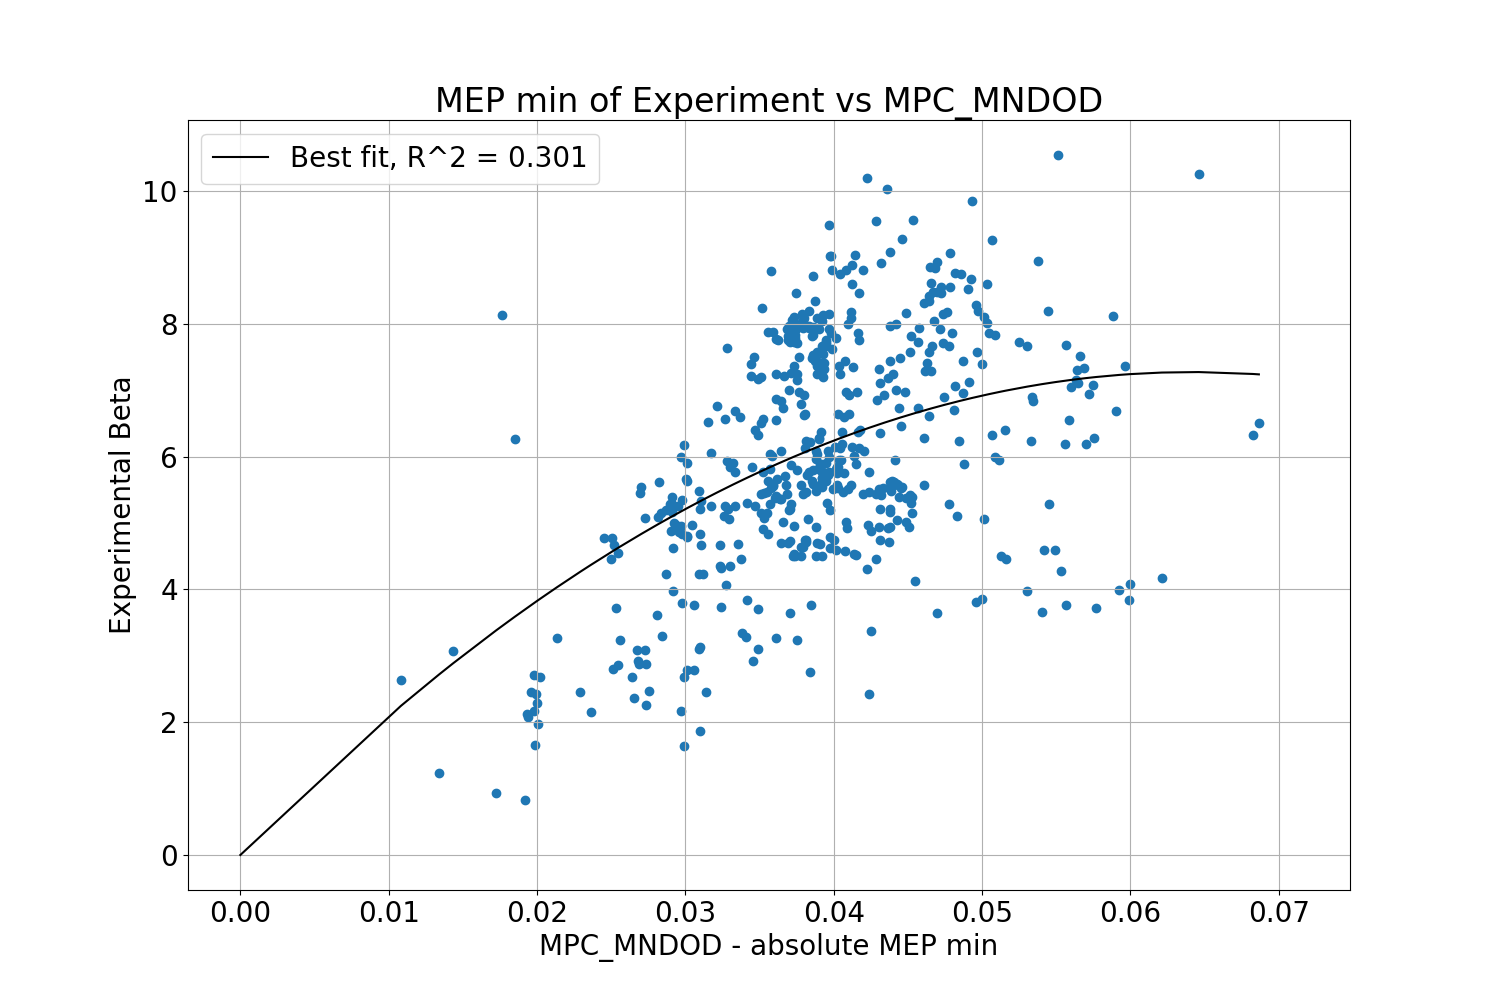 MEP min of Experiment vs MPC_MNDOD
Best fit, R^2 = 0.301
Experimental Beta
10
8
6
4
2
0
0.00 0.01 0.02 0.03 0.04 0.05 0.06 0.07
MPC_MNDOD - absolute MEP min